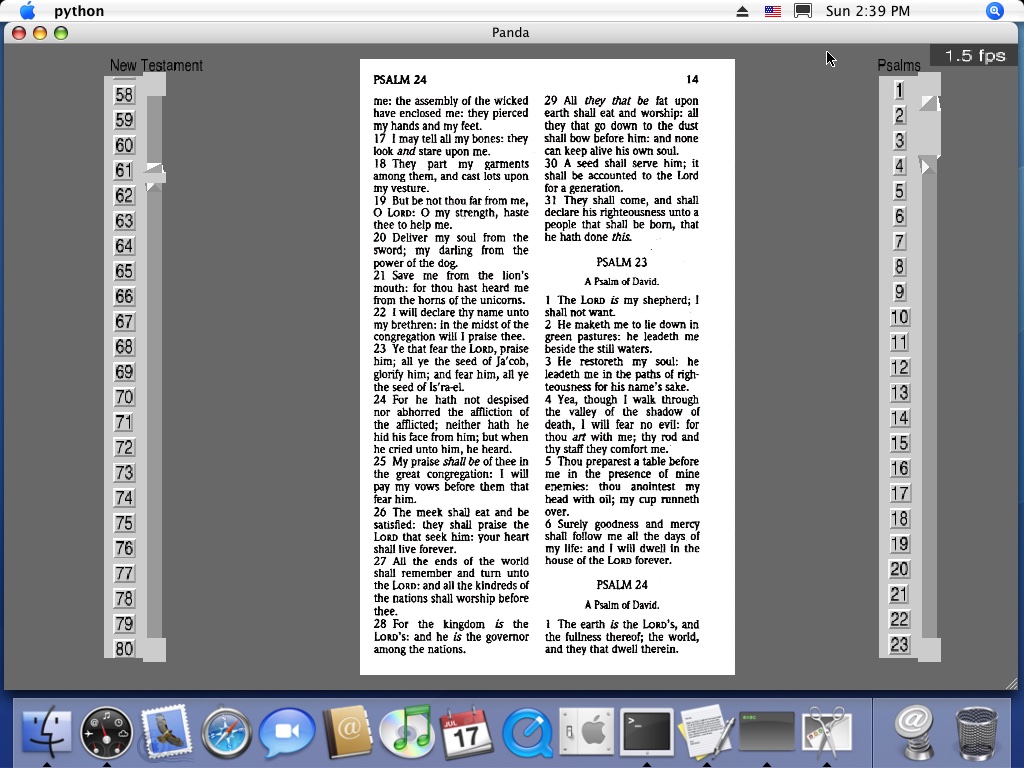 python
Sun 2:39 PM
Panda
1.5 fps
New Testament
58
59
60
61
62
63
64
65
66
67
68
69
70
71
72
73
74
75
76
77
78
79
80
PSALM 24
14
me: the assembly of the wicked
have enclosed me: they pierced
my hands and my feet.
17 I may tell all my bones: they
look and stare upon me.
18 They part my garments
among them, and cast lots upon
my vesture.
19 But be not thou far from me,
O LORD: O my strength, haste
thee to help me.
20 Deliver my soul from the
sword; my darling from the
power of the dog.
21 Save me from the lion's
mouth: for thou hast heard me
from the horns of the unicorns.
22 I will declare thy name unto
my brethren: in the midst of the
congregation will I praise thee.
23 Ye that fear the LORD, praise
him; all ye the seed of Ja'cob,
glorify him; and fear him, all ye
the seed of Is'ra-el.
24 For he hath not despised
nor abhorred the affliction of
the afflicted; neither hath he
hid his face from him; but when
he cried unto him, he heard.
25 My praise shall be of thee in
the great congregation: I will
pay my vows before them that
fear him.
26 The meek shall eat and be
satisfied: they shall praise the
LORD that seek him: your heart
shall live forever.
27 All the ends of the world
shall remember and turn unto
the LORD: and all the kindreds of
the nations shall worship before
thee.
28 For the kingdom is the
LORD'S: and he is the governor
among the nations.
29 All they that be fat upon
earth shall eat and worship: all
they that go down to the dust
shall bow before him: and none
can keep alive his own soul.
30 A seed shall serve him; it
shall be accounted to the Lord
for a generation.
31 They shall come, and shall
declare his righteousness unto a
people that shall be born, that
he hath done this.
PSALM 23
A Psalm of David.
1 The LORD is my shepherd; I
shall not want.
2 He maketh me to lie down in
green pastures: he leadeth me
beside the still waters.
3 He restoreth my soul: he
leadeth me in the paths of righ-
teousness for his name's sake.
4 Yea, though I walk through
the valley of the shadow of
death, I will fear no evil: for
thou art with me; thy rod and
thy staff they comfort me.
5 Thou preparest a table before
me in the presence of mine
enemies: thou anointest my
head with oil; my cup runneth
over.
6 Surely goodness and mercy
shall follow me all the days of
my life: and I will dwell in the
house of the LORD forever.
PSALM 24
A Psalm of David.
1 The earth is the LORD'S, and
the fullness thereof; the world,
and they that dwell therein.
Psalms
1
2
3
4
5
6
7
8
9
10
11
12
13
14
15
16
17
18
19
20
21
22
23
JUL
17
exec